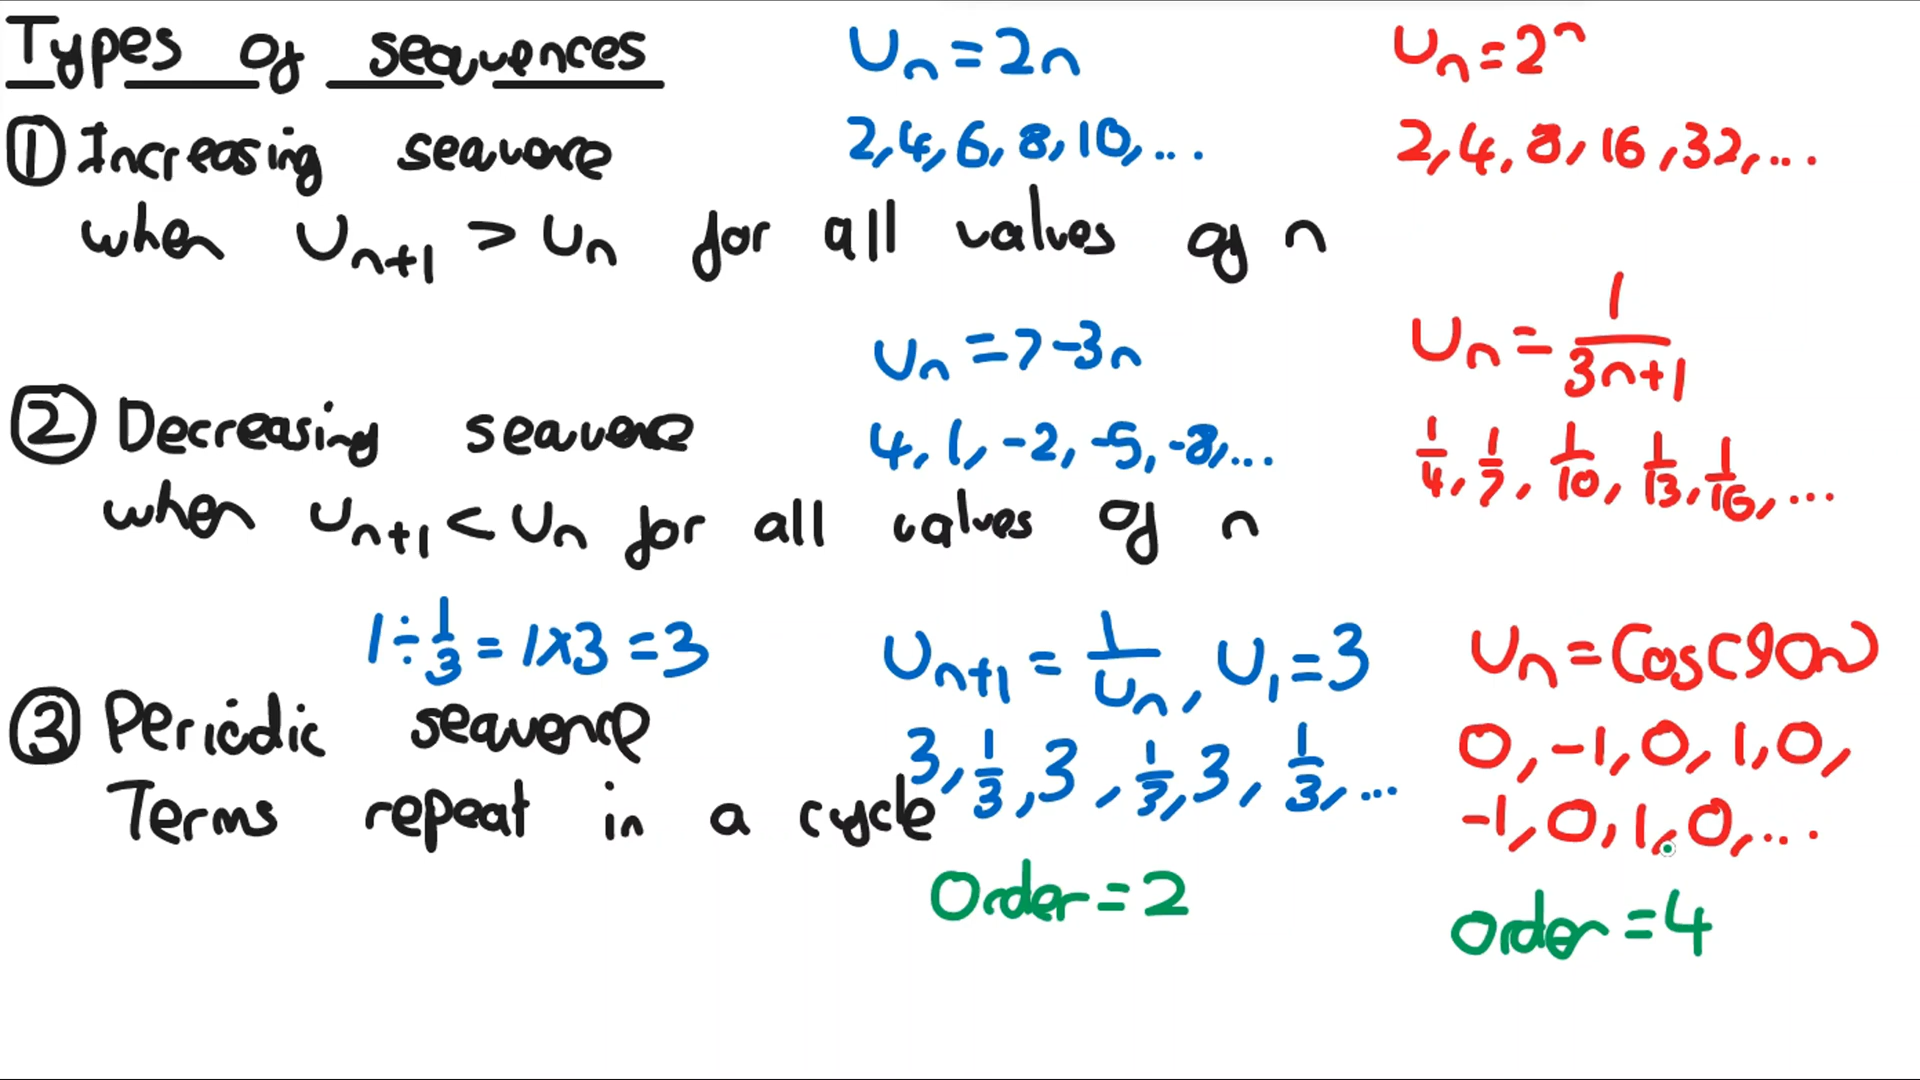 Types of sequences
Uₙ = 2n
2, 4, 6, 8, 10, ...
Uₙ = 2ⁿ
2, 4, 8, 16, 32, ...
① Increasing sequence
when Uₙ₊₁ > Uₙ for all values of n
Uₙ = 7 - 3n
4, 1, -2, -5, -8, ...
Uₙ = 1/(3n+1)
1/4, 1/7, 1/10, 1/13, 1/16, ...
② Decreasing sequence
when Uₙ₊₁ < Uₙ for all values of n
1 ÷ 1/3 = 1 x 3 = 3
③ Periodic sequence
Terms repeat in a cycle
Uₙ₊₁ = 1/Uₙ, U₁ = 3
3, 1/3, 3, 1/3, 3, 1/3, ...
Order = 2
Uₙ = Cos(90n)
0, -1, 0, 1, 0,
-1, 0, 1, 0, ...
order = 4